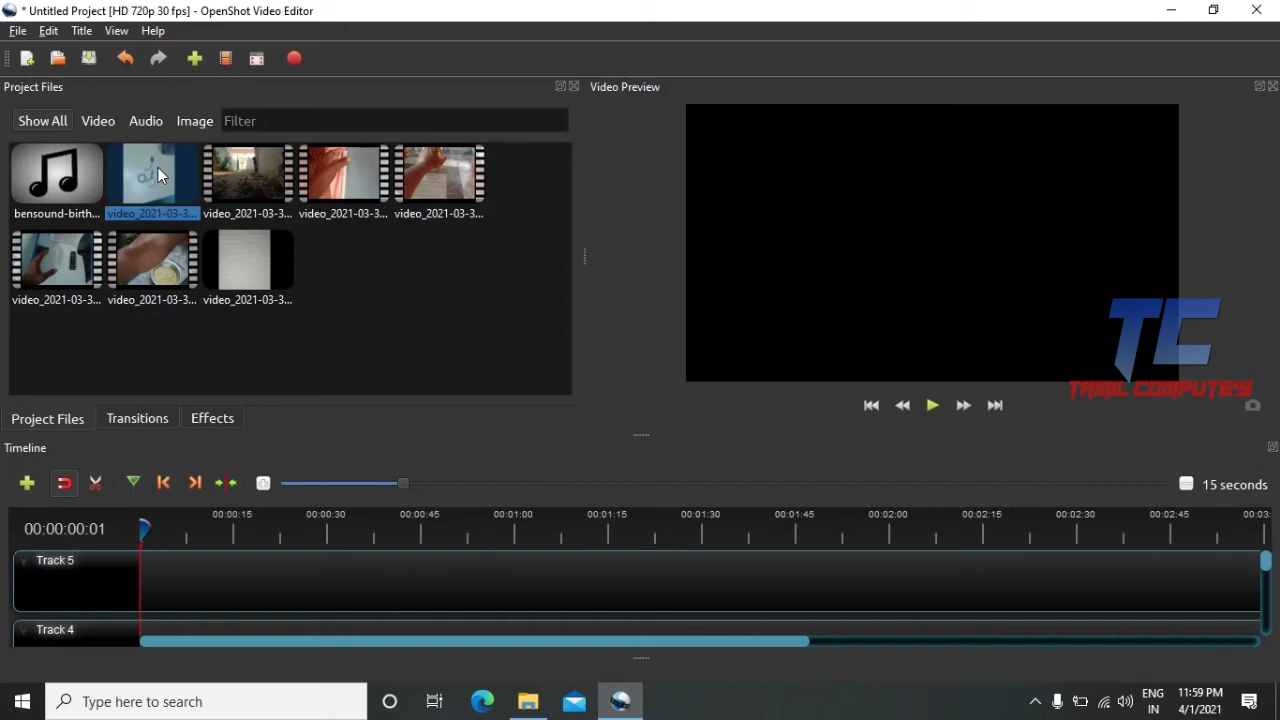 * Untitled Project [HD 720p 30 fps] - OpenShot Video Editor
File Edit Title View Help
Project Files
Video Preview
Show All Video Audio Image Filter
bensound-birth... video_2021-03-3... video_2021-03-3... video_2021-03-3... video_2021-03-3...
video_2021-03-3... video_2021-03-3... video_2021-03-3...
TC
TAMIL COMPUTES
Project Files Transitions Effects
Timeline
15 seconds
00:00:00:01
00:00:15 00:00:30 00:00:45 00:01:00 00:01:15 00:01:30 00:01:45 00:02:00 00:02:15 00:02:30 00:02:45 00:03:
Track 5
Track 4
Type here to search
ENG 11:59 PM
IN 4/1/2021